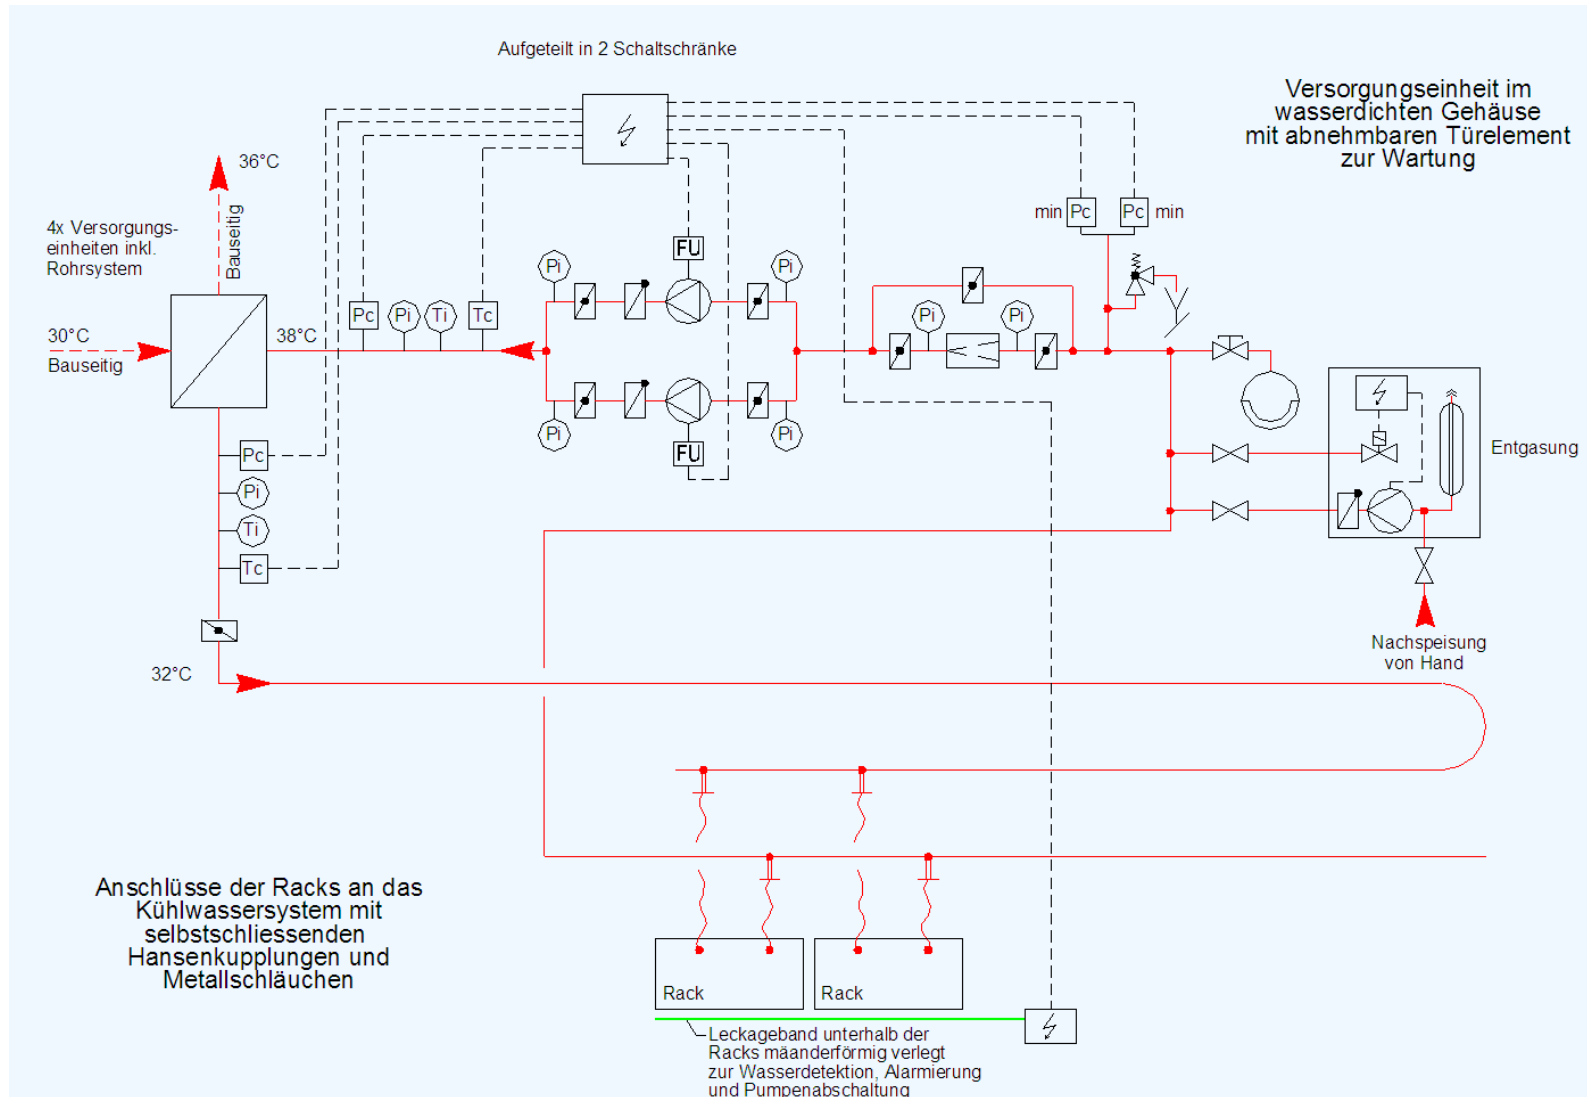 Aufgeteilt in 2 Schaltschränke
Versorgungseinheit im
wasserdichten Gehäuse
mit abnehmbaren Türelement
zur Wartung
36°C
Bauseitig
4x Versorgungs-
einheiten inkl.
Rohrsystem
30°C
Bauseitig
38°C
Pc
Pi
Ti
Tc
Pi
FU
Pi
Pi
FU
Pi
Pi
Pi
min Pc
Pc min
Entgasung
Pc
Pi
Ti
Tc
32°C
Nachspeisung
von Hand
Anschlüsse der Racks an das
Kühlwassersystem mit
selbstschliessenden
Hansenkupplungen und
Metallschläuchen
Rack
Rack
Leckageband unterhalb der
Racks mäanderförmig verlegt
zur Wasserdetektion, Alarmierung
und Pumpenabschaltung